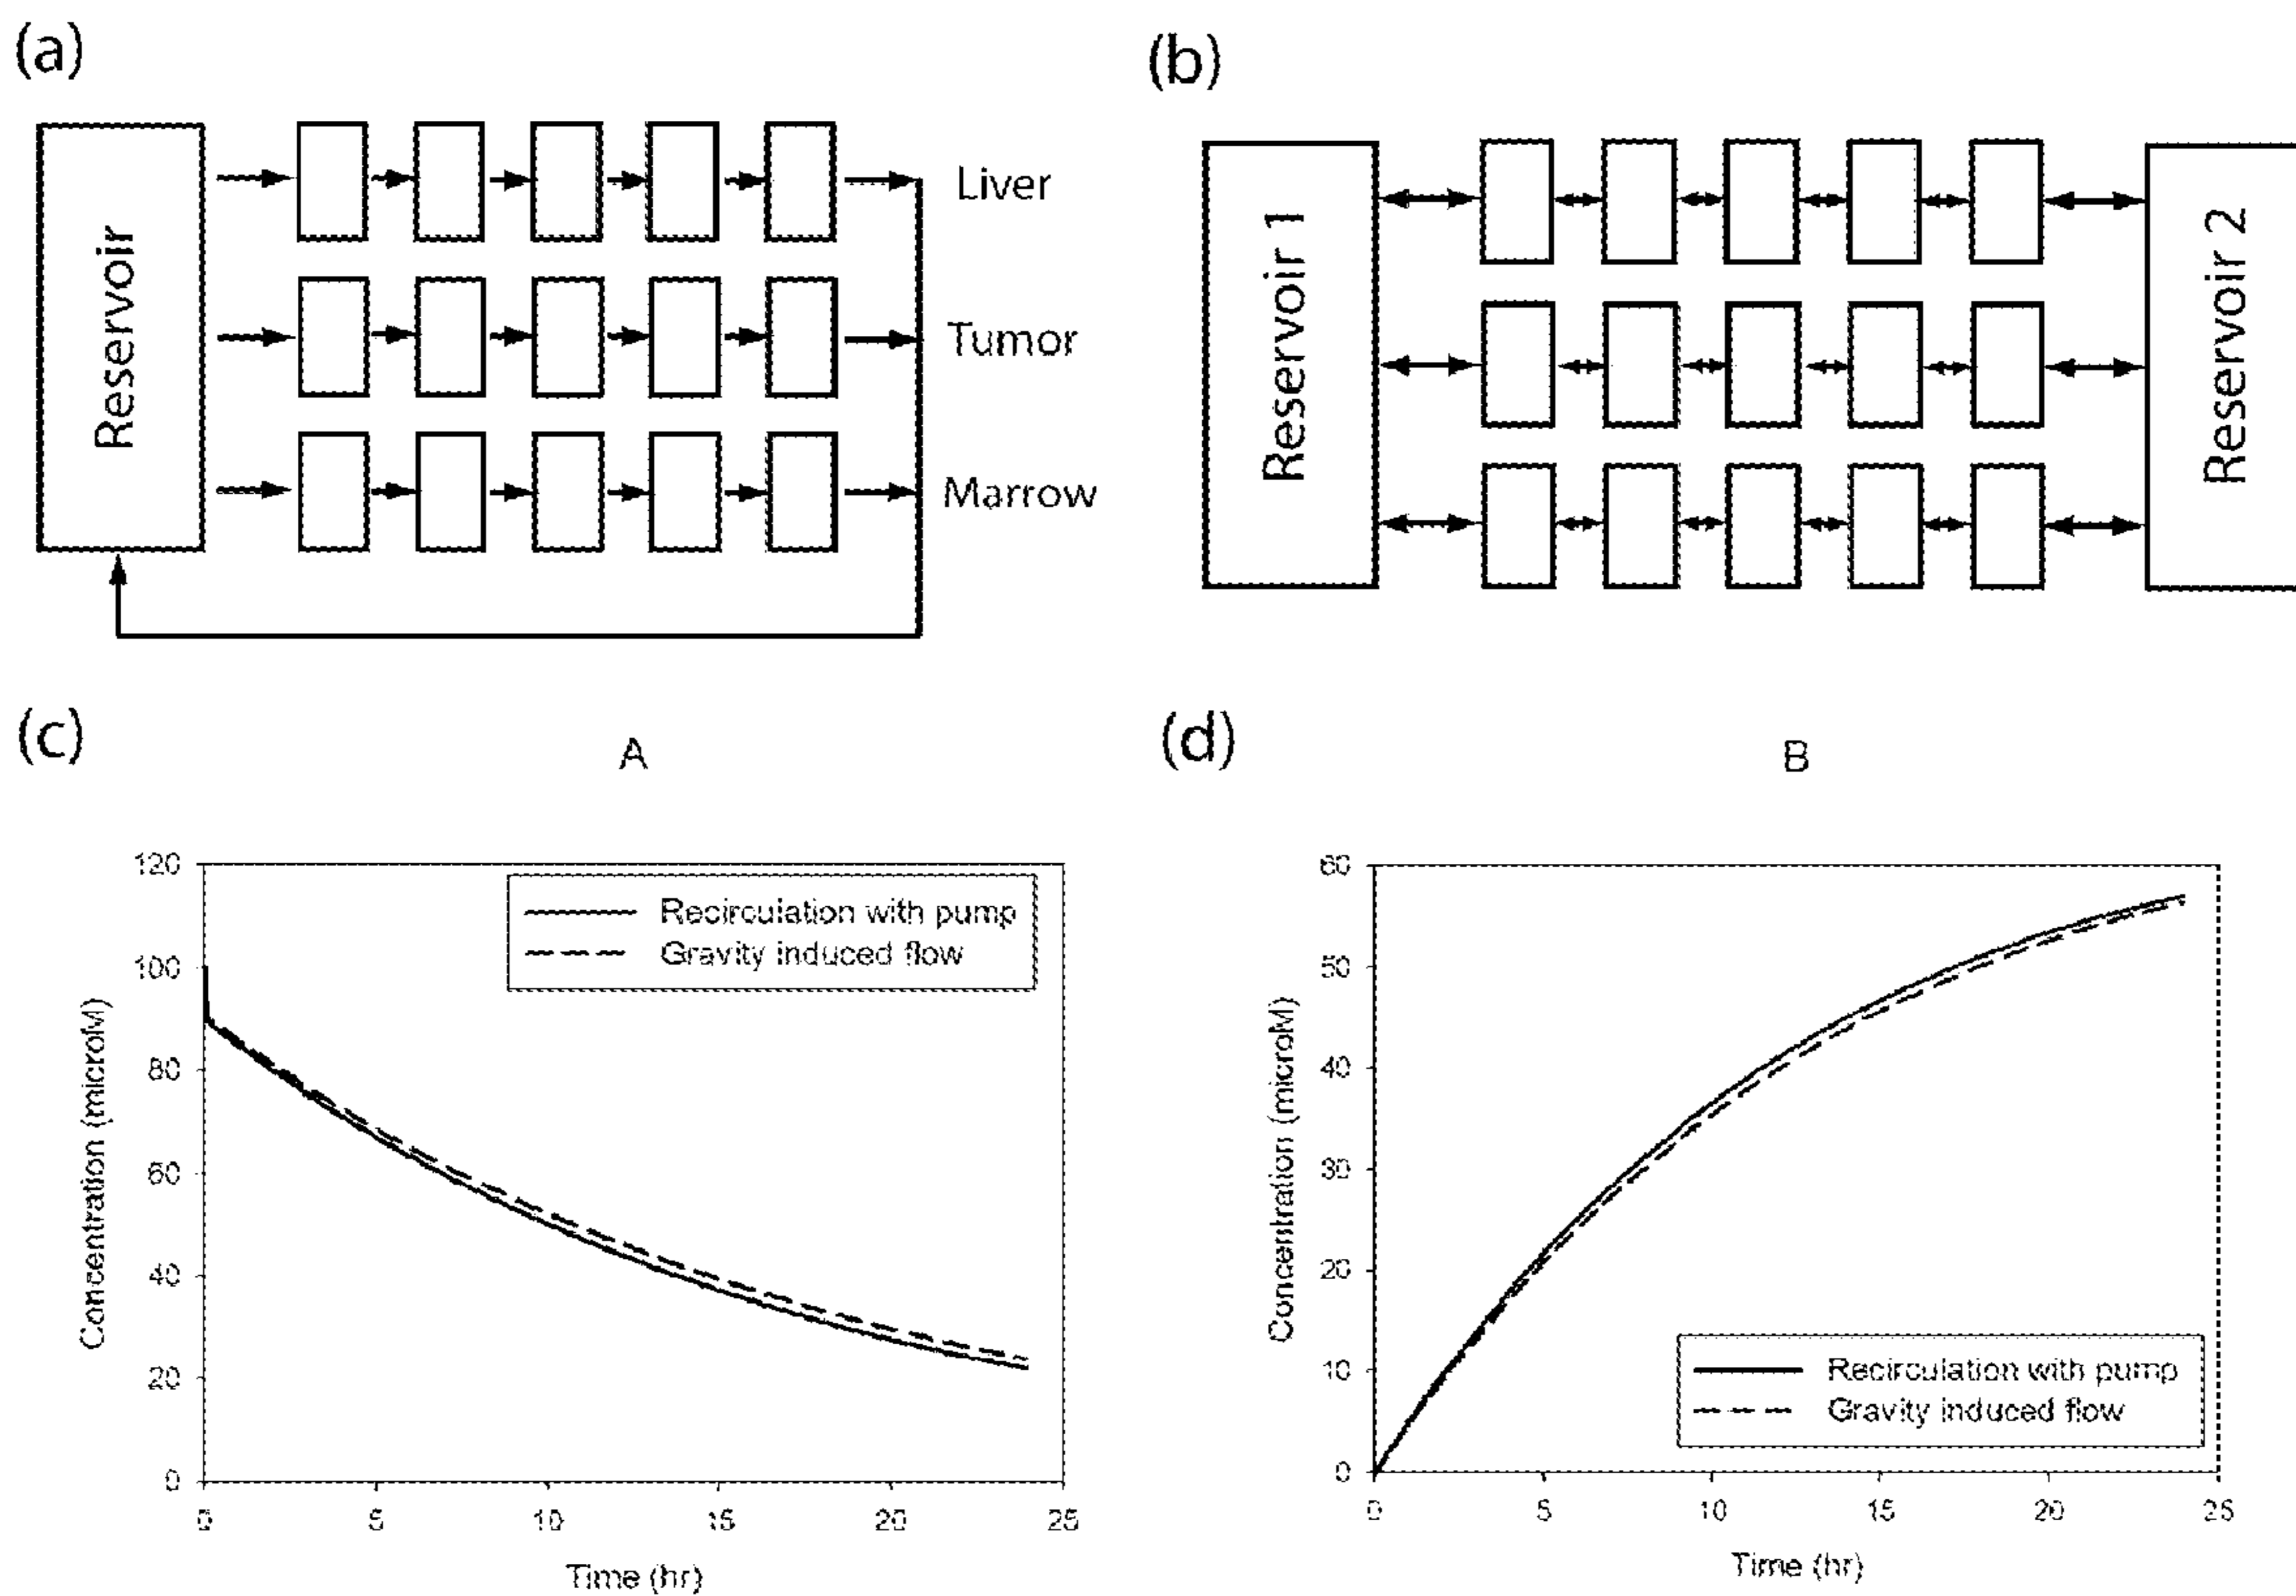 (a)
Reservoir
Liver
Tumor
Marrow
(b)
Reservoir 1
Reservoir 2
(c)
A
120
100
80
60
40
20
0
Concentration (microM)
Recirculation with pump
Gravity induced flow
0 5 10 15 20 25
Time (hr)
(d)
B
60
50
40
30
20
10
0
Concentration (microM)
Recirculation with pump
Gravity induced flow
0 5 10 15 20 25
Time (hr)